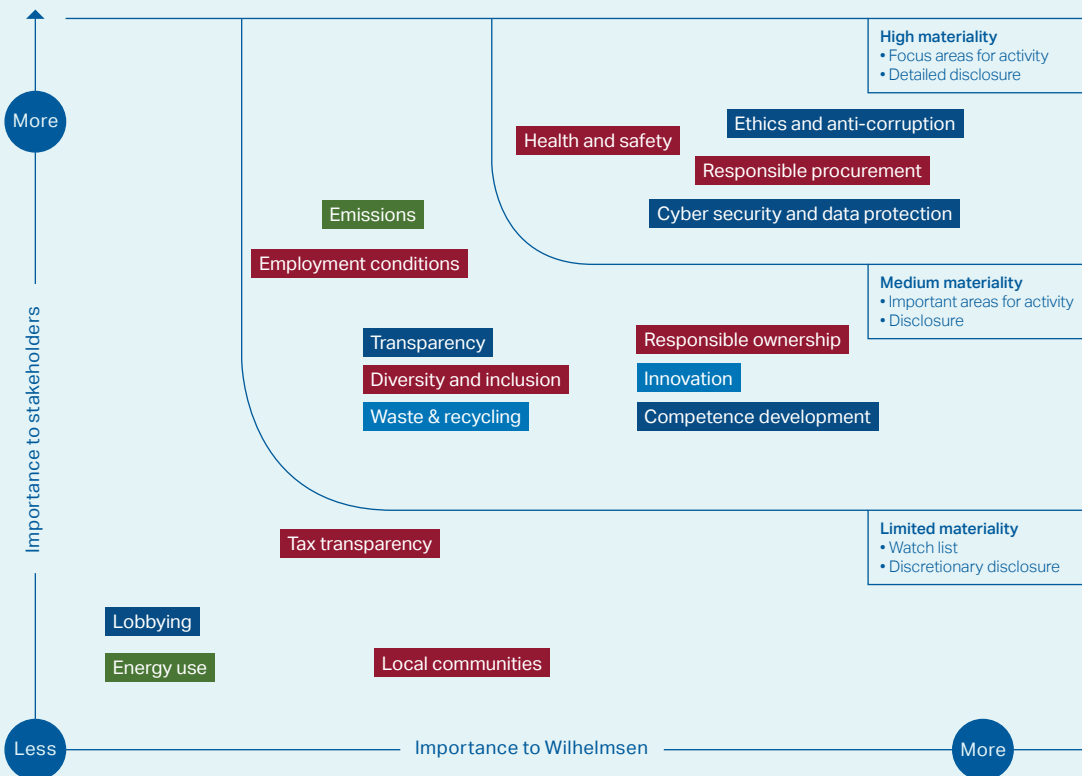 High materiality
• Focus areas for activity
• Detailed disclosure
More
Ethics and anti-corruption
Health and safety
Responsible procurement
Emissions
Cyber security and data protection
Employment conditions
Medium materiality
• Important areas for activity
• Disclosure
Importance to stakeholders
Transparency
Responsible ownership
Diversity and inclusion
Innovation
Waste & recycling
Competence development
Limited materiality
• Watch list
• Discretionary disclosure
Tax transparency
Lobbying
Energy use
Local communities
Less
Importance to Wilhelmsen
More